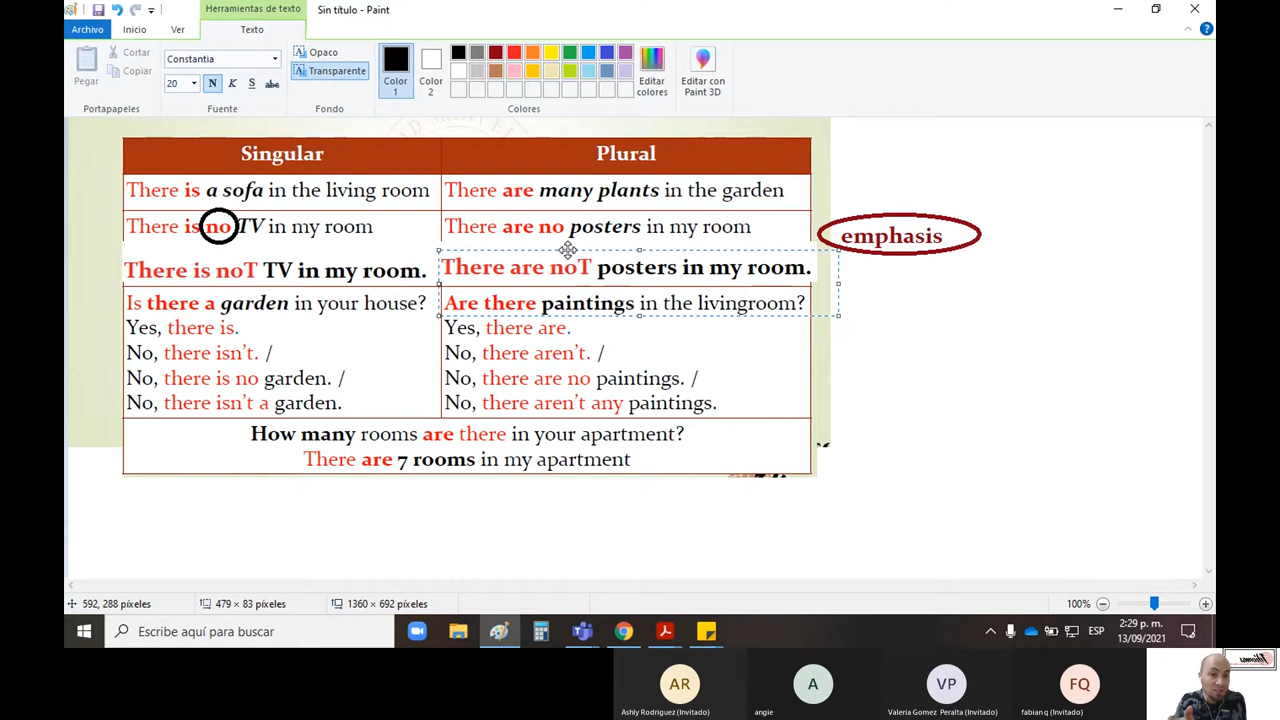 Herramientas de texto
Sin título - Paint
Archivo
Inicio
Ver
Texto
Pegar
Cortar
Copiar
Portapapeles
Constantia
20
N K S abc
Fuente
Opaco
Transparente
Fondo
Color 1
Color 2
Editar colores
Editar con Paint 3D
Colores
Singular
Plural
There is a sofa in the living room
There are many plants in the garden
There is no TV in my room
There are no posters in my room
emphasis
There is noT TV in my room.
There are noT posters in my room.
Is there a garden in your house?
Yes, there is.
No, there isn't. /
No, there is no garden. /
No, there isn't a garden.
Are there paintings in the livingroom?
Yes, there are.
No, there aren't. /
No, there are no paintings. /
No, there aren't any paintings.
How many rooms are there in your apartment?
There are 7 rooms in my apartment
592, 288 píxeles
479 × 83 píxeles
1360 × 692 píxeles
100%
Escribe aquí para buscar
ESP
2:29 p. m.
13/09/2021
AR
Ashly Rodriguez (Invitado)
A
angie
VP
Valeria Gomez Peralta (Invitado)
FQ
fabian q (Invitado)